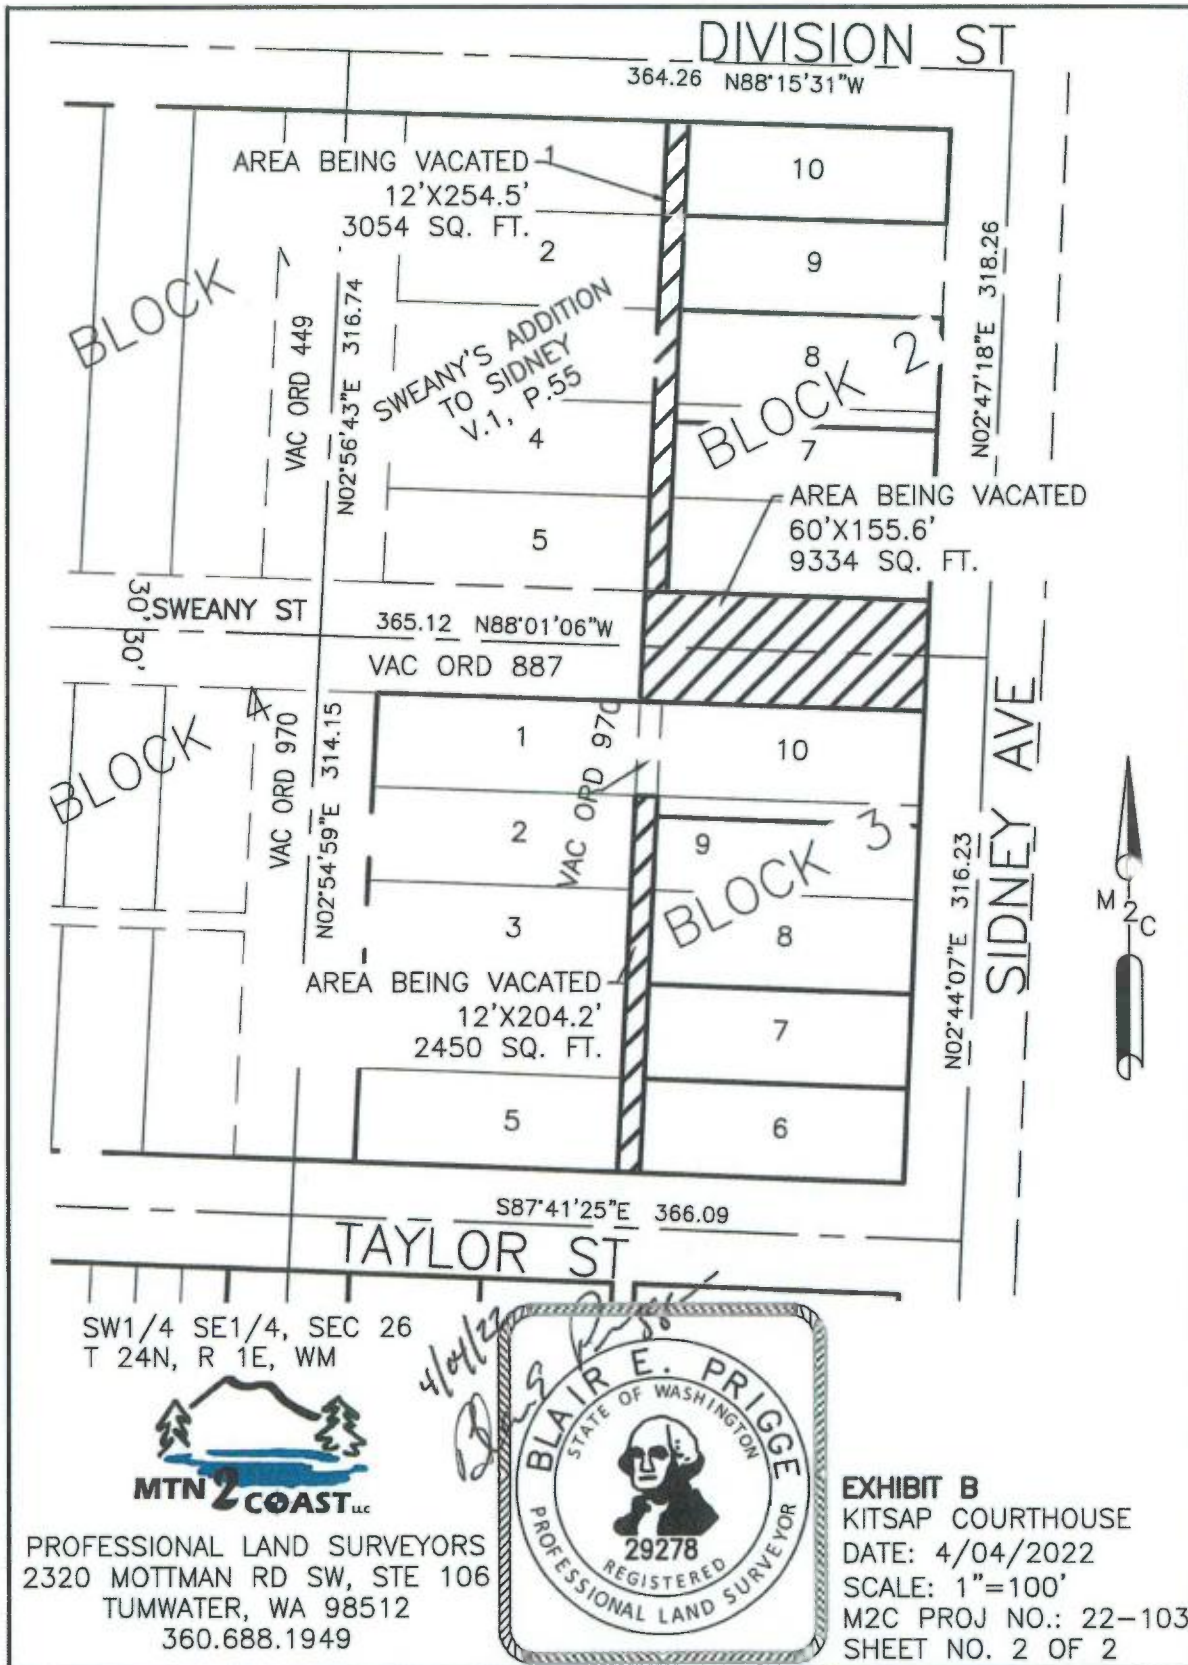 DIVISION ST
364.26 N88°15'31"W
AREA BEING VACATED
12'X254.5'
3054 SQ. FT.
1
10
2
9
BLOCK 1
VAC ORD 449
N02°56'43"E 316.74
SWEANY'S ADDITION
TO SIDNEY
V.1, P.55
8
BLOCK 2
N02°47'18"E 318.26
4
7
AREA BEING VACATED
60'X155.6'
9334 SQ. FT.
5
30'
SWEANY ST
30'
365.12 N88°01'06"W
VAC ORD 887
BLOCK 4
VAC ORD 970
N02°54'59"E 314.15
1
VAC ORD 970
10
2
9
BLOCK 3
3
8
SIDNEY AVE
N02°44'07"E 316.23
M2C
AREA BEING VACATED
12'X204.2'
2450 SQ. FT.
7
5
6
S87°41'25"E 366.09
TAYLOR ST
SW1/4 SE1/4, SEC 26
T 24N, R 1E, WM
4/04/22
MTN 2 COAST LLC
PROFESSIONAL LAND SURVEYORS
2320 MOTTMAN RD SW, STE 106
TUMWATER, WA 98512
360.688.1949
BLAIR E. PRIGGE
STATE OF WASHINGTON
29278
REGISTERED
PROFESSIONAL LAND SURVEYOR
EXHIBIT B
KITSAP COURTHOUSE
DATE: 4/04/2022
SCALE: 1"=100'
M2C PROJ NO.: 22-103
SHEET NO. 2 OF 2